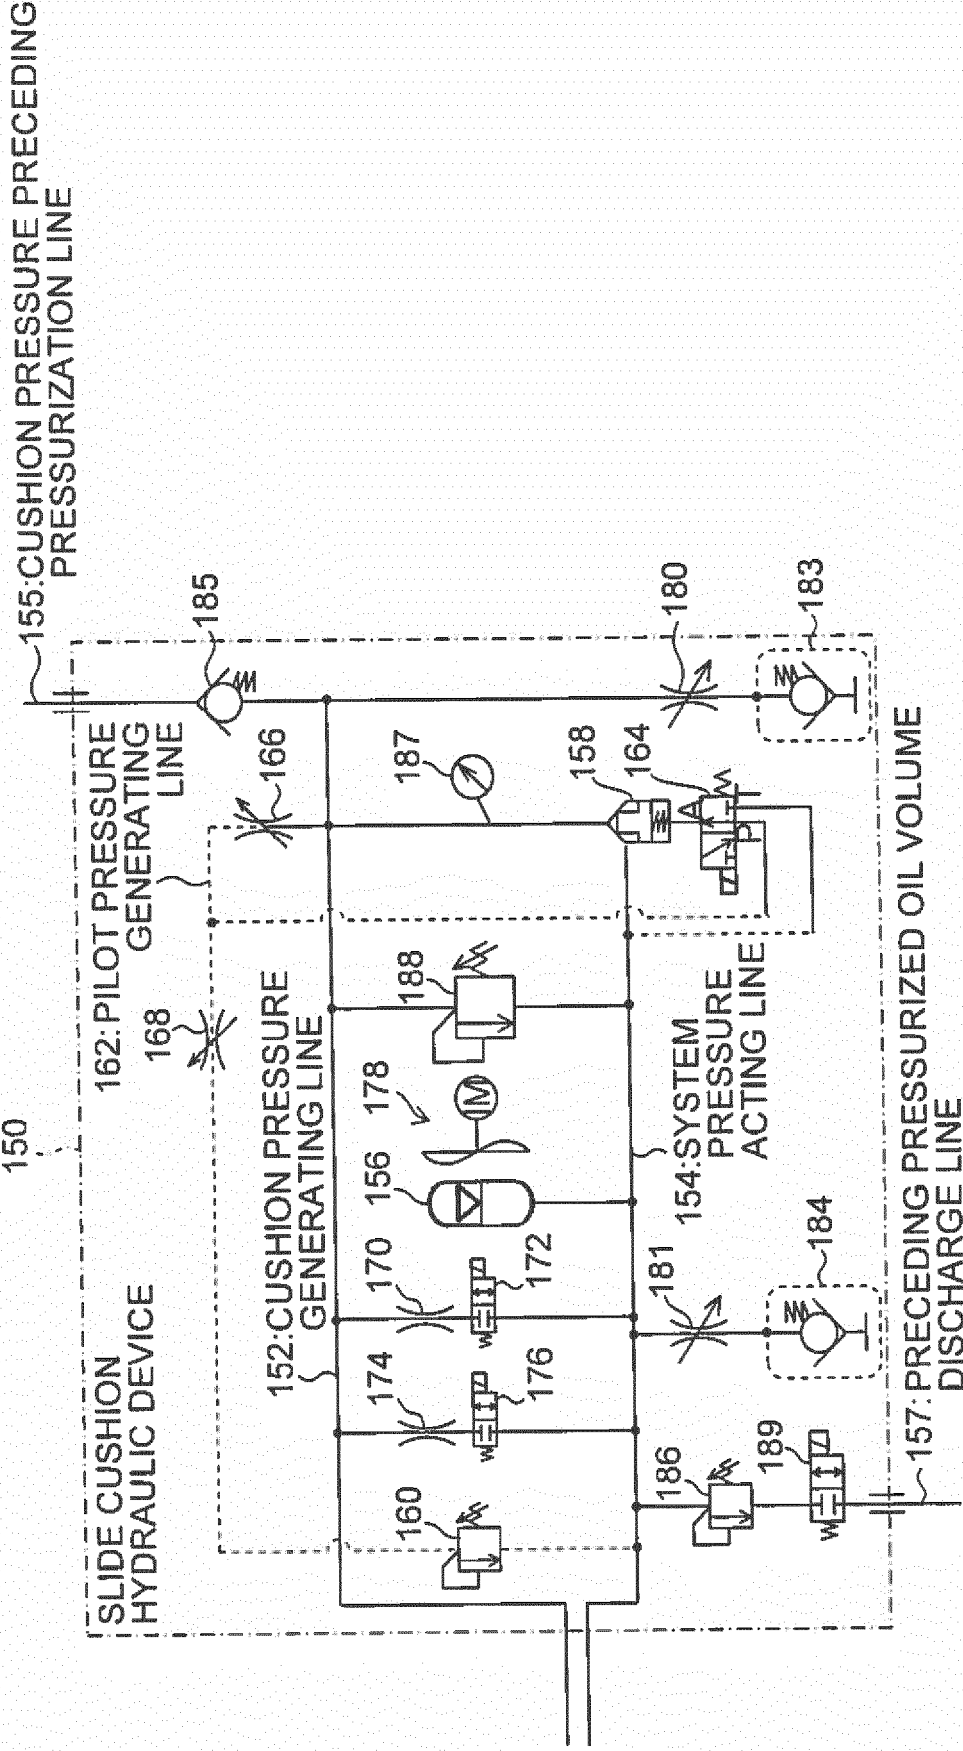 155:CUSHION PRESSURE PRECEDING
PRESSURIZATION LINE
150
SLIDE CUSHION
HYDRAULIC DEVICE
162:PILOT PRESSURE
GENERATING
LINE
185
168
166
152:CUSHION PRESSURE
GENERATING LINE
187
188
178
156
170
174
160
172
176
M
180
158
164
A
P
T
183
154:SYSTEM
PRESSURE
ACTING LINE
181
184
186
189
157:PRECEDING PRESSURIZED OIL VOLUME
DISCHARGE LINE